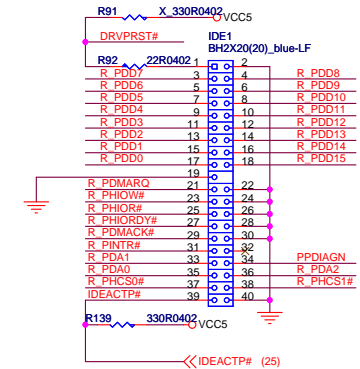 R91 X_330R0402 VCC5
DRVPRST# IDE1
BH2X20(20)_blue-LF
R92 22R0402 1 2
R_PDD7 3 4 R_PDD8
R_PDD6 5 6 R_PDD9
R_PDD5 7 8 R_PDD10
R_PDD4 9 10 R_PDD11
R_PDD3 11 12 R_PDD12
R_PDD2 13 14 R_PDD13
R_PDD1 15 16 R_PDD14
R_PDD0 17 18 R_PDD15
19
R_PDMARQ 21 22
R_PHIOW# 23 24
R_PHIOR# 25 26
R_PHIORDY# 27 28
R_PDMACK# 29 30
R_PINTR# 31 32
R_PDA1 33 34 PPDIAGN
R_PDA0 35 36 R_PDA2
R_PHCS0# 37 38 R_PHCS1#
IDEACTP# 39 40
R139 330R0402 VCC5
IDEACTP# (25)